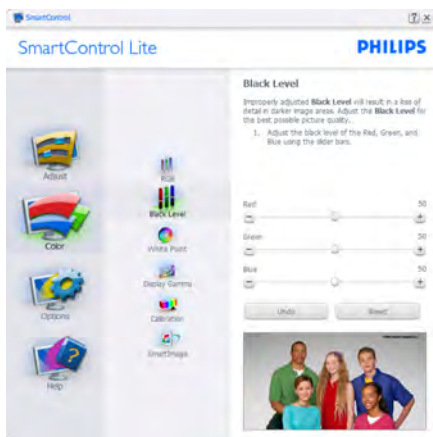 SmartControl
SmartControl Lite
PHILIPS
Adjust
Color
Options
Help
RGB
Black Level
White Point
Display Gamma
Calibration
SmartImage
Black Level
Improperly adjusted Black Level will result in a loss of
detail in darker image areas. Adjust the Black Level for
the best possible picture quality.
1. Adjust the black level of the Red, Green, and
Blue using the slider bars.
Red 50
Green 50
Blue 50
Undo Reset